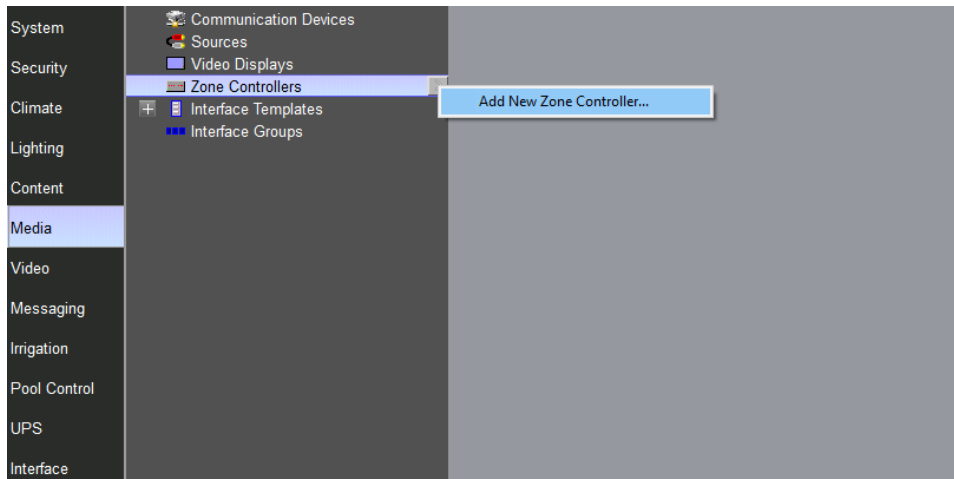 System
Security
Climate
Lighting
Content
Media
Video
Messaging
Irrigation
Pool Control
UPS
Interface
Communication Devices
Sources
Video Displays
Zone Controllers
Interface Templates
Interface Groups
Add New Zone Controller...